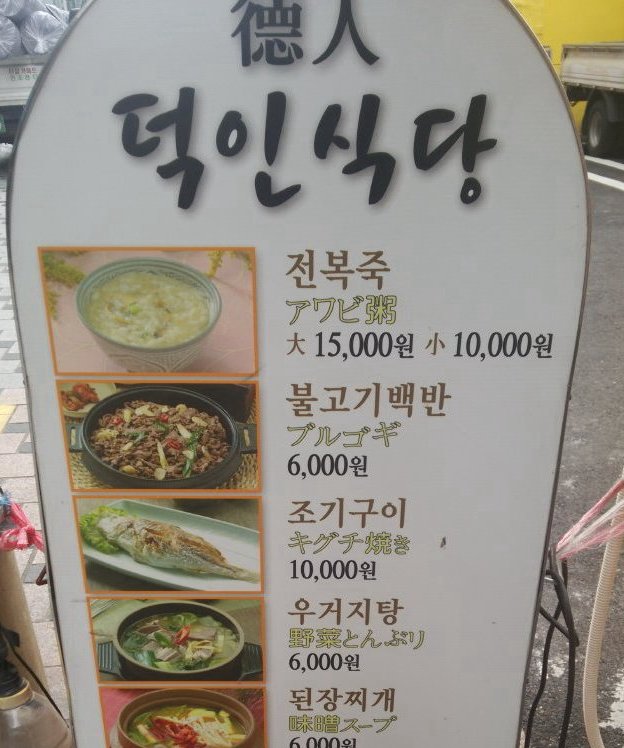 德人
덕인식당
전복죽
アワビ粥
大 15,000원 小 10,000원
불고기백반
ブルゴギ
6,000원
조기구이
キグチ焼き
10,000원
우거지탕
野菜とんぶり
6,000원
된장찌개
味噌スープ
6,000원